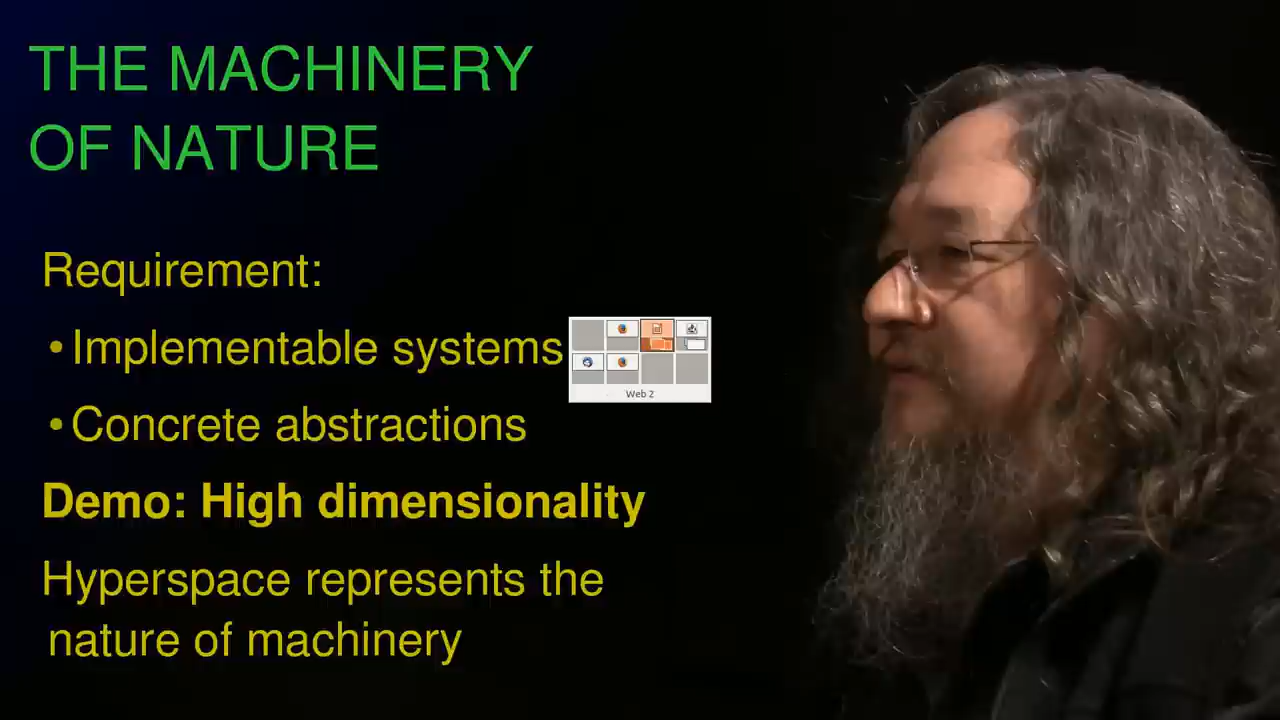 THE MACHINERY
OF NATURE
Requirement:
•Implementable systems
•Concrete abstractions
Demo: High dimensionality
Hyperspace represents the
nature of machinery
Web 2